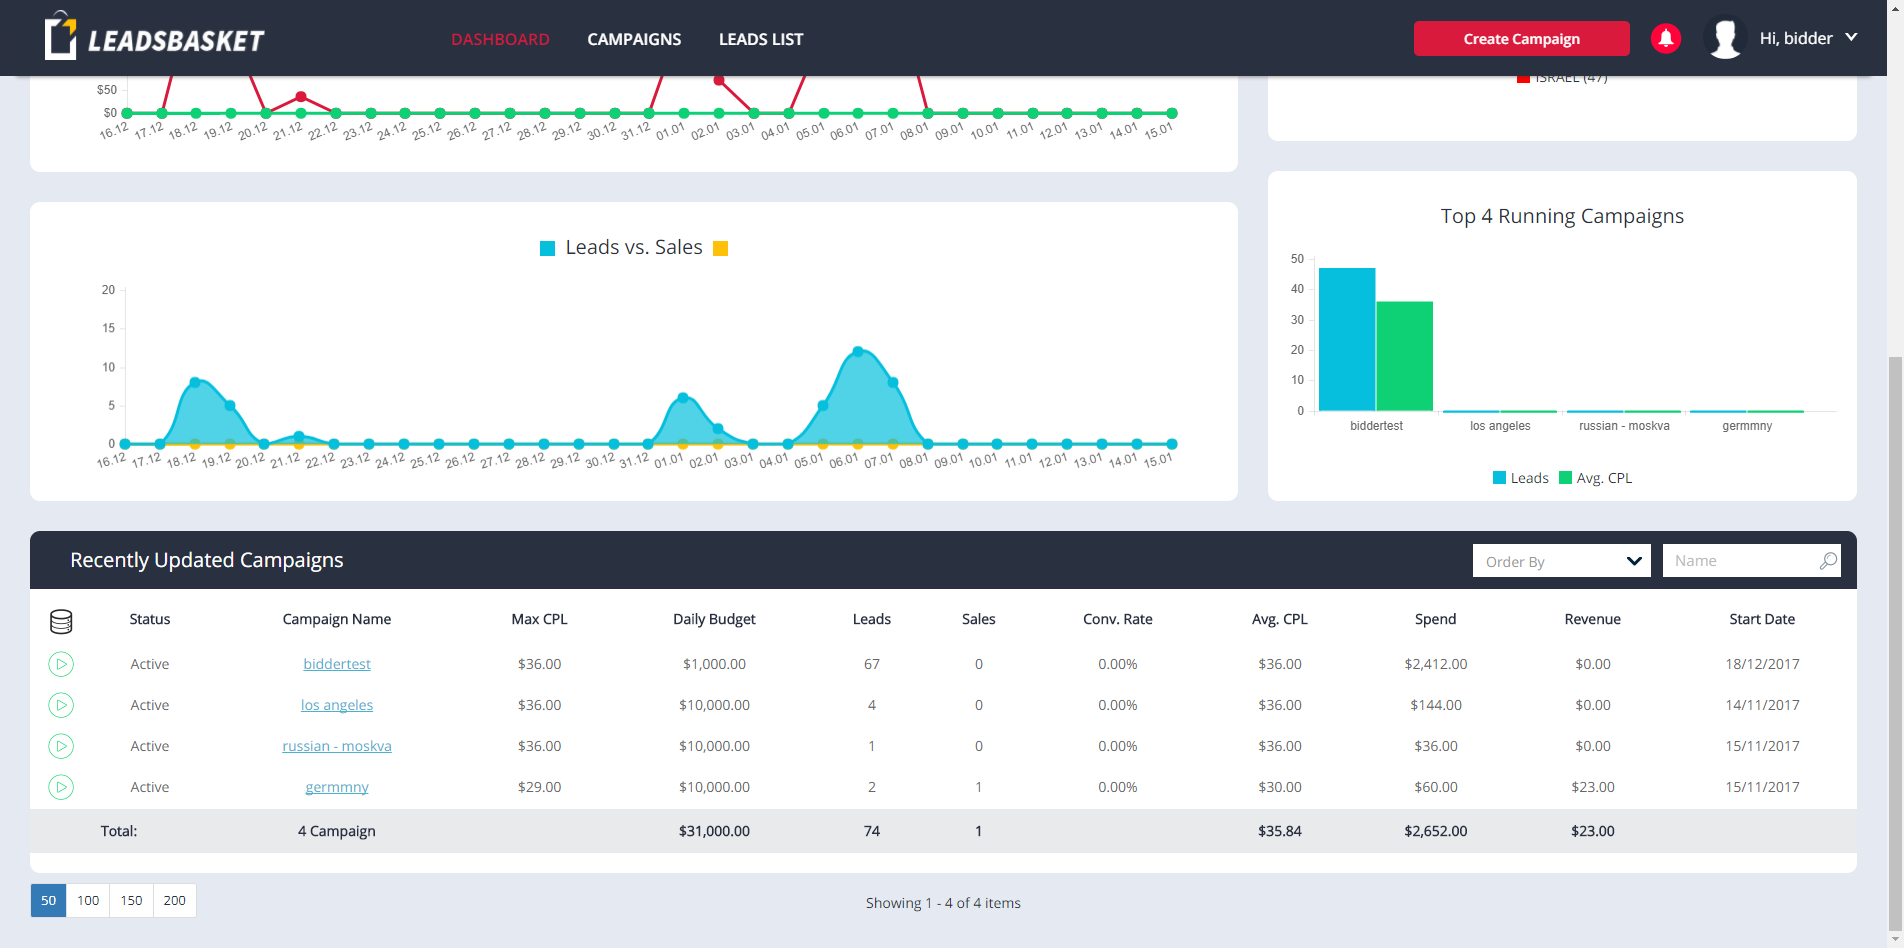 LEADSBASKET DASHBOARD CAMPAIGNS LEADS LIST Create Campaign Hi, bidder
$50
$0
16.12 17.12 18.12 19.12 20.12 21.12 22.12 23.12 24.12 25.12 26.12 27.12 28.12 29.12 30.12 31.12 01.01 02.01 03.01 04.01 05.01 06.01 07.01 08.01 09.01 10.01 11.01 12.01 13.01 14.01 15.01
ISRAEL (47)
Leads vs. Sales
20
15
10
5
0
16.12 17.12 18.12 19.12 20.12 21.12 22.12 23.12 24.12 25.12 26.12 27.12 28.12 29.12 30.12 31.12 01.01 02.01 03.01 04.01 05.01 06.01 07.01 08.01 09.01 10.01 11.01 12.01 13.01 14.01 15.01
Top 4 Running Campaigns
50
40
30
20
10
0
biddertest los angeles russian - moskva germmny
Leads Avg. CPL
Recently Updated Campaigns Order By Name
Status Campaign Name Max CPL Daily Budget Leads Sales Conv. Rate Avg. CPL Spend Revenue Start Date
Active biddertest $36.00 $1,000.00 67 0 0.00% $36.00 $2,412.00 $0.00 18/12/2017
Active los angeles $36.00 $10,000.00 4 0 0.00% $36.00 $144.00 $0.00 14/11/2017
Active russian - moskva $36.00 $10,000.00 1 0 0.00% $36.00 $36.00 $0.00 15/11/2017
Active germmny $29.00 $10,000.00 2 1 0.00% $30.00 $60.00 $23.00 15/11/2017
Total: 4 Campaign $31,000.00 74 1 $35.84 $2,652.00 $23.00
50 100 150 200 Showing 1 - 4 of 4 items